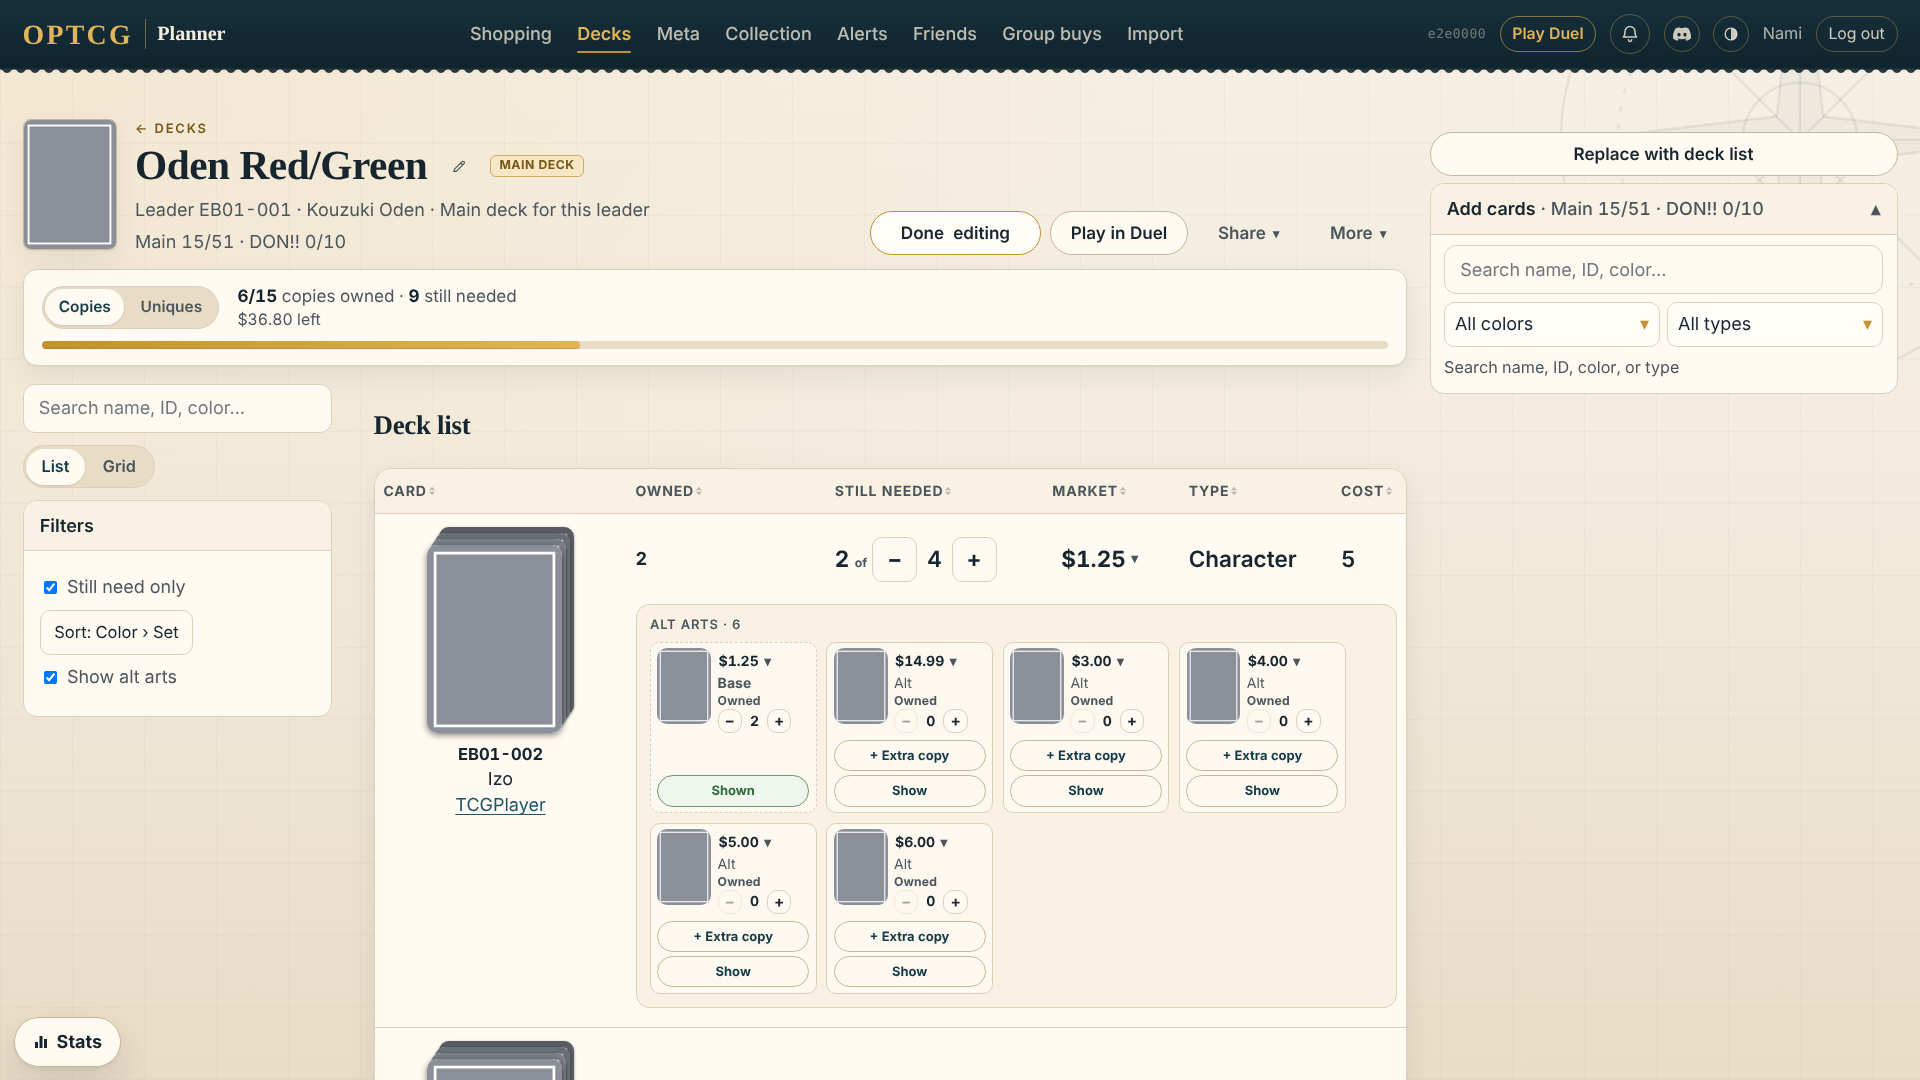 OPTCG Planner
Shopping Decks Meta Collection Alerts Friends Group buys Import
e2e0000 Play Duel Nami Log out
← DECKS
Oden Red/Green MAIN DECK
Leader EB01-001 · Kouzuki Oden · Main deck for this leader
Main 15/51 · DON!! 0/10
Done editing Play in Duel Share ▾ More ▾
Copies Uniques
6/15 copies owned · 9 still needed
$36.80 left
Replace with deck list
Add cards · Main 15/51 · DON!! 0/10 ▲
Search name, ID, color...
All colors ▾ All types ▾
Search name, ID, color, or type
Search name, ID, color...
List Grid
Filters
Still need only
Sort: Color › Set
Show alt arts
Deck list
CARD OWNED STILL NEEDED MARKET TYPE COST
2 2 of − 4 + $1.25 ▾ Character 5
EB01-002
Izo
TCGPlayer
ALT ARTS · 6
$1.25 ▾
Base
Owned
− 2 +
Shown
$14.99 ▾
Alt
Owned
− 0 +
+ Extra copy
Show
$3.00 ▾
Alt
Owned
− 0 +
+ Extra copy
Show
$4.00 ▾
Alt
Owned
− 0 +
+ Extra copy
Show
$5.00 ▾
Alt
Owned
− 0 +
+ Extra copy
Show
$6.00 ▾
Alt
Owned
− 0 +
+ Extra copy
Show
Stats